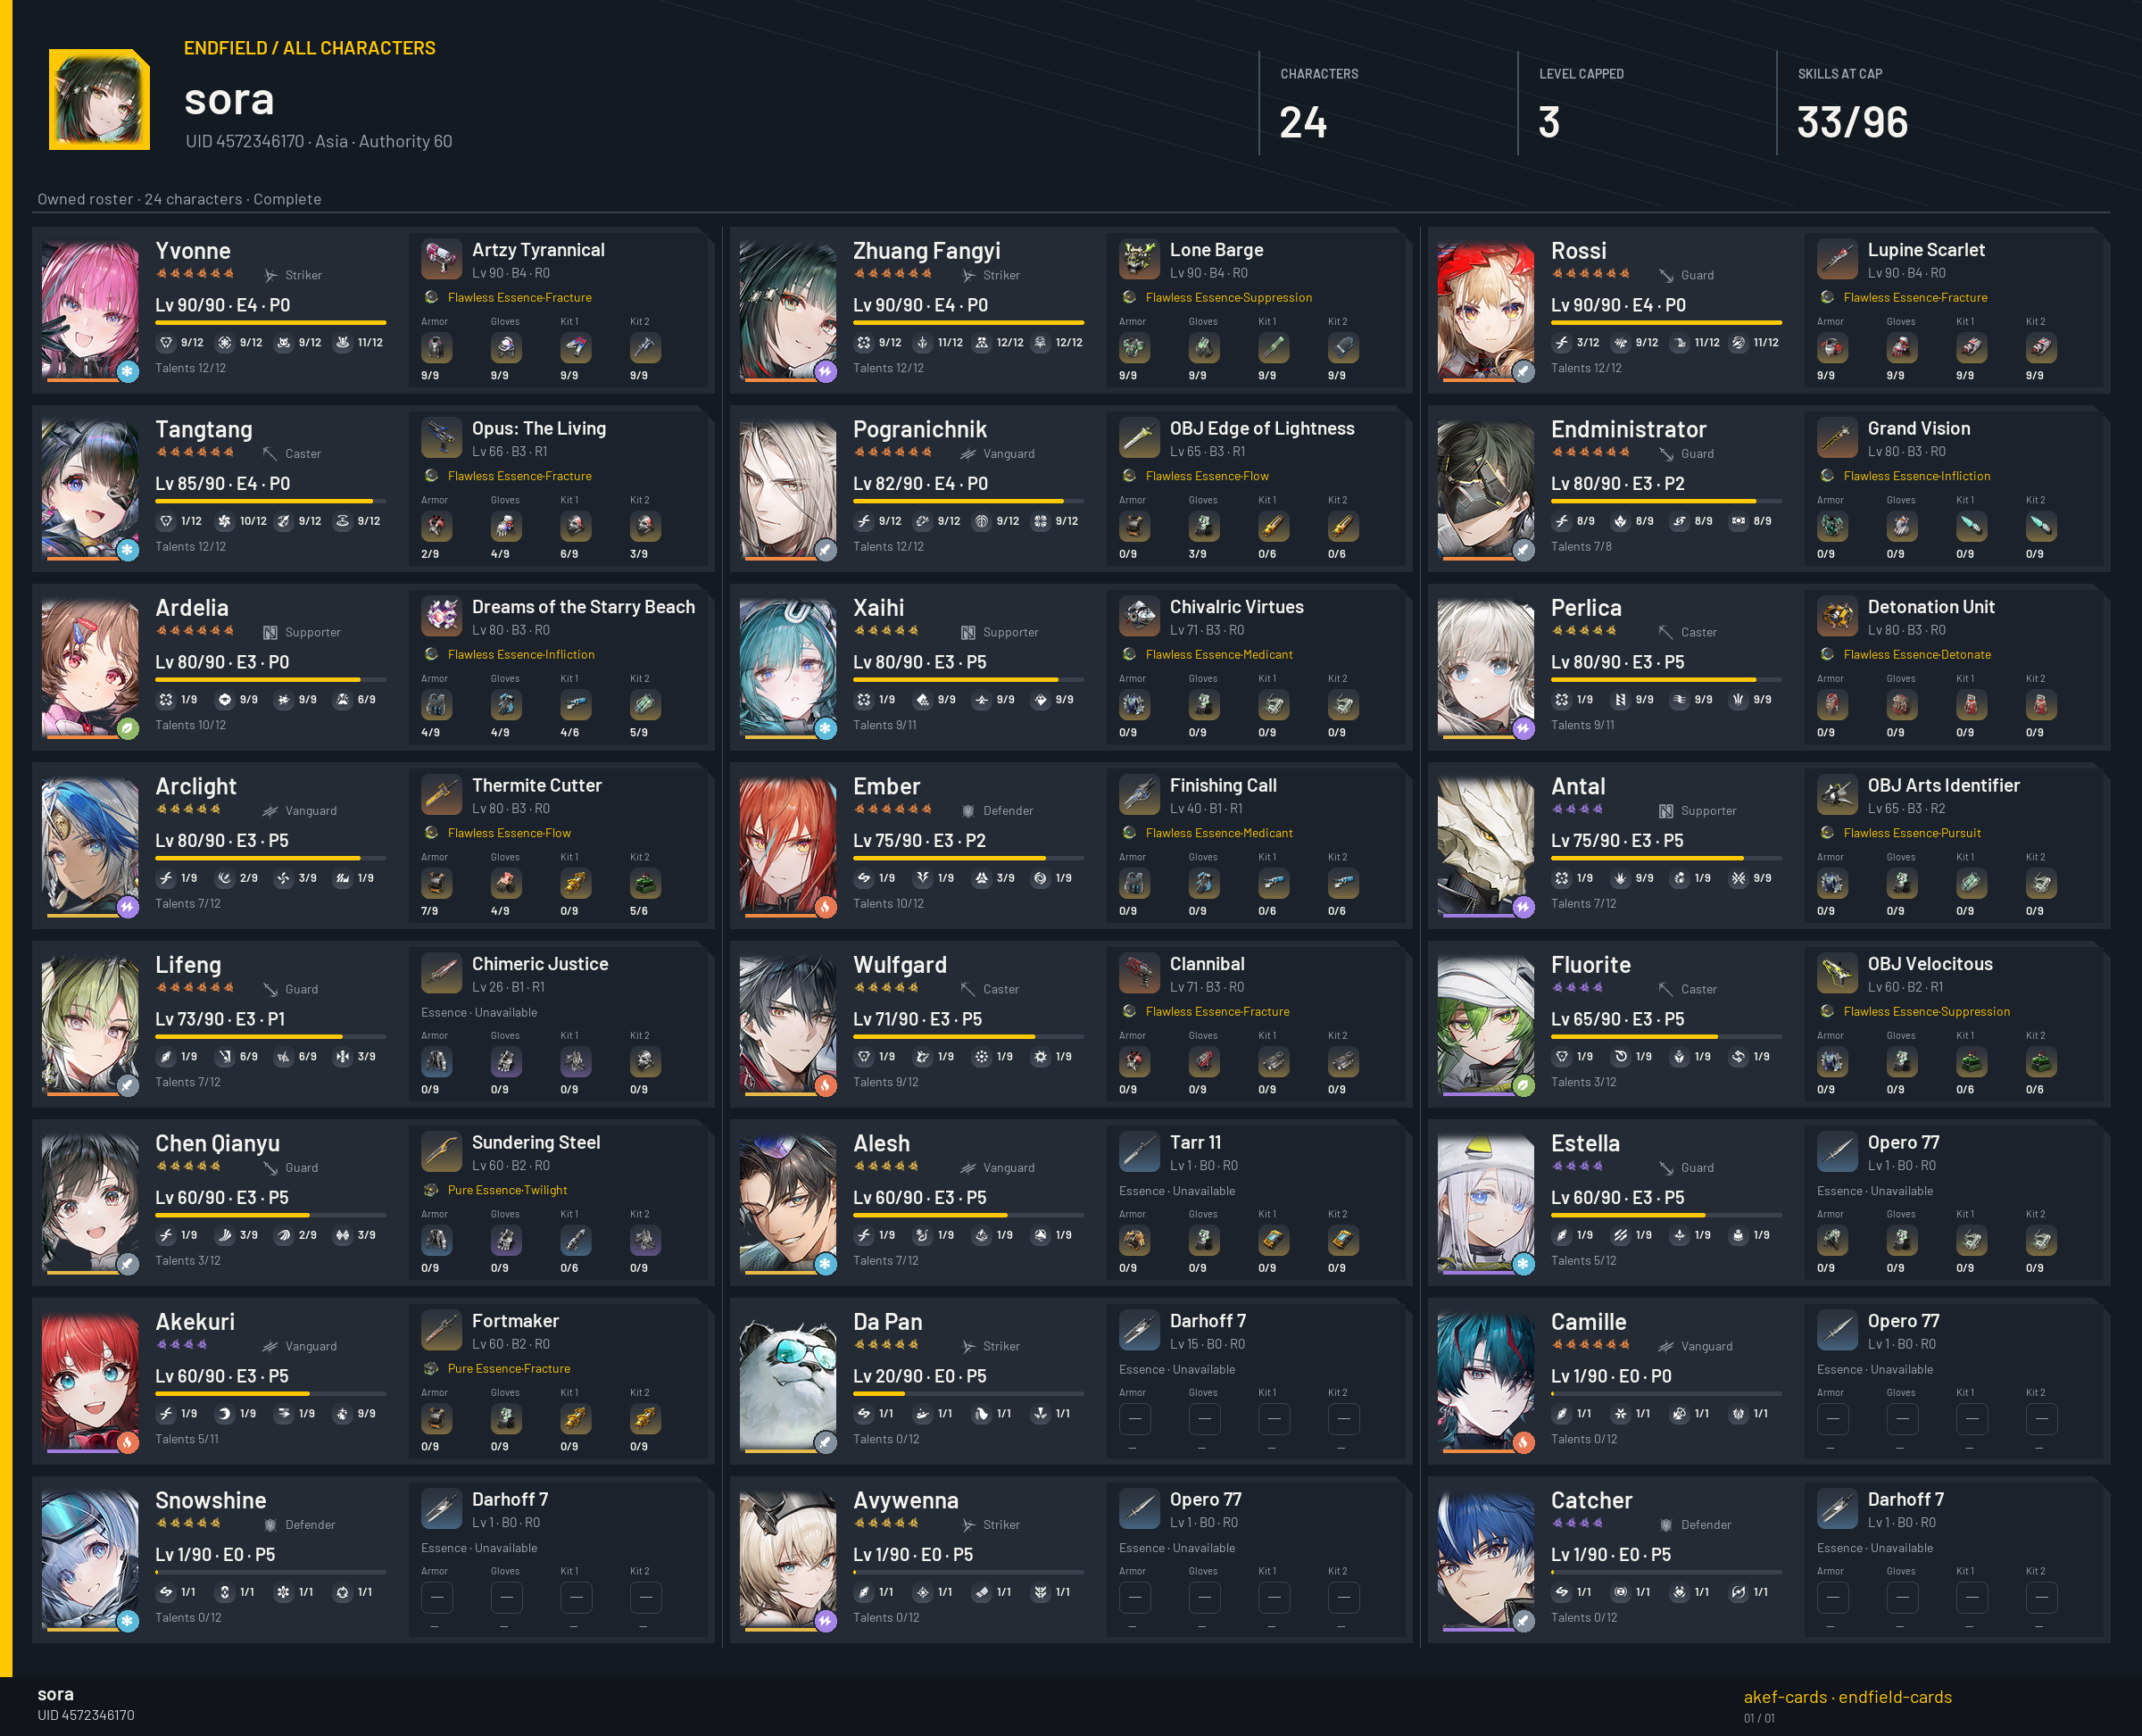 ENDFIELD / ALL CHARACTERS
sora
UID 4572346170 · Asia · Authority 60
CHARACTERS
24
LEVEL CAPPED
3
SKILLS AT CAP
33/96
Owned roster · 24 characters · Complete
Yvonne
Striker
Lv 90/90 · E4 · P0
9/12 9/12 9/12 11/12
Talents 12/12
Artzy Tyrannical
Lv 90 · B4 · R0
Flawless Essence·Fracture
Armor Gloves Kit 1 Kit 2
9/9 9/9 9/9 9/9
Zhuang Fangyi
Striker
Lv 90/90 · E4 · P0
9/12 11/12 12/12 12/12
Talents 12/12
Lone Barge
Lv 90 · B4 · R0
Flawless Essence·Suppression
Armor Gloves Kit 1 Kit 2
9/9 9/9 9/9 9/9
Rossi
Guard
Lv 90/90 · E4 · P0
3/12 9/12 11/12 11/12
Talents 12/12
Lupine Scarlet
Lv 90 · B4 · R0
Flawless Essence·Fracture
Armor Gloves Kit 1 Kit 2
9/9 9/9 9/9 9/9
Tangtang
Caster
Lv 85/90 · E4 · P0
1/12 10/12 9/12 9/12
Talents 12/12
Opus: The Living
Lv 66 · B3 · R1
Flawless Essence·Fracture
Armor Gloves Kit 1 Kit 2
2/9 4/9 6/9 3/9
Pogranichnik
Vanguard
Lv 82/90 · E4 · P0
9/12 9/12 9/12 9/12
Talents 12/12
OBJ Edge of Lightness
Lv 65 · B3 · R1
Flawless Essence·Flow
Armor Gloves Kit 1 Kit 2
0/9 3/9 0/6 0/6
Endministrator
Guard
Lv 80/90 · E3 · P2
8/9 8/9 8/9 8/9
Talents 7/8
Grand Vision
Lv 80 · B3 · R0
Flawless Essence·Infliction
Armor Gloves Kit 1 Kit 2
0/9 0/9 0/9 0/9
Ardelia
Supporter
Lv 80/90 · E3 · P0
1/9 9/9 9/9 6/9
Talents 10/12
Dreams of the Starry Beach
Lv 80 · B3 · R0
Flawless Essence·Infliction
Armor Gloves Kit 1 Kit 2
4/9 4/9 4/6 5/9
Xaihi
Supporter
Lv 80/90 · E3 · P5
1/9 9/9 9/9 9/9
Talents 9/11
Chivalric Virtues
Lv 71 · B3 · R0
Flawless Essence·Medicant
Armor Gloves Kit 1 Kit 2
0/9 0/9 0/9 0/9
Perlica
Caster
Lv 80/90 · E3 · P5
1/9 9/9 9/9 9/9
Talents 9/11
Detonation Unit
Lv 80 · B3 · R0
Flawless Essence·Detonate
Armor Gloves Kit 1 Kit 2
0/9 0/9 0/9 0/9
Arclight
Vanguard
Lv 80/90 · E3 · P5
1/9 2/9 3/9 1/9
Talents 7/12
Thermite Cutter
Lv 80 · B3 · R0
Flawless Essence·Flow
Armor Gloves Kit 1 Kit 2
7/9 4/9 0/9 5/6
Ember
Defender
Lv 75/90 · E3 · P2
1/9 1/9 3/9 1/9
Talents 10/12
Finishing Call
Lv 40 · B1 · R1
Flawless Essence·Medicant
Armor Gloves Kit 1 Kit 2
0/9 0/9 0/6 0/6
Antal
Supporter
Lv 75/90 · E3 · P5
1/9 9/9 1/9 9/9
Talents 7/12
OBJ Arts Identifier
Lv 65 · B3 · R2
Flawless Essence·Pursuit
Armor Gloves Kit 1 Kit 2
0/9 0/9 0/9 0/9
Lifeng
Guard
Lv 73/90 · E3 · P1
1/9 6/9 6/9 3/9
Talents 7/12
Chimeric Justice
Lv 26 · B1 · R1
Essence · Unavailable
Armor Gloves Kit 1 Kit 2
0/9 0/9 0/9 0/9
Wulfgard
Caster
Lv 71/90 · E3 · P5
1/9 1/9 1/9 1/9
Talents 9/12
Clannibal
Lv 71 · B3 · R0
Flawless Essence·Fracture
Armor Gloves Kit 1 Kit 2
0/9 0/9 0/9 0/9
Fluorite
Caster
Lv 65/90 · E3 · P5
1/9 1/9 1/9 1/9
Talents 3/12
OBJ Velocitous
Lv 60 · B2 · R1
Flawless Essence·Suppression
Armor Gloves Kit 1 Kit 2
0/9 0/9 0/6 0/6
Chen Qianyu
Guard
Lv 60/90 · E3 · P5
1/9 3/9 2/9 3/9
Talents 3/12
Sundering Steel
Lv 60 · B2 · R0
Pure Essence·Twilight
Armor Gloves Kit 1 Kit 2
0/9 0/9 0/6 0/9
Alesh
Vanguard
Lv 60/90 · E3 · P5
1/9 1/9 1/9 1/9
Talents 7/12
Tarr 11
Lv 1 · B0 · R0
Essence · Unavailable
Armor Gloves Kit 1 Kit 2
0/9 0/9 0/9 0/9
Estella
Guard
Lv 60/90 · E3 · P5
1/9 1/9 1/9 1/9
Talents 5/12
Opero 77
Lv 1 · B0 · R0
Essence · Unavailable
Armor Gloves Kit 1 Kit 2
0/9 0/9 0/9 0/9
Akekuri
Vanguard
Lv 60/90 · E3 · P5
1/9 1/9 1/9 9/9
Talents 5/11
Fortmaker
Lv 60 · B2 · R0
Pure Essence·Fracture
Armor Gloves Kit 1 Kit 2
0/9 0/9 0/9 0/9
Da Pan
Striker
Lv 20/90 · E0 · P5
1/1 1/1 1/1 1/1
Talents 0/12
Darhoff 7
Lv 15 · B0 · R0
Essence · Unavailable
Armor Gloves Kit 1 Kit 2
— — — —
— — — —
Camille
Vanguard
Lv 1/90 · E0 · P0
1/1 1/1 1/1 1/1
Talents 0/12
Opero 77
Lv 1 · B0 · R0
Essence · Unavailable
Armor Gloves Kit 1 Kit 2
— — — —
— — — —
Snowshine
Defender
Lv 1/90 · E0 · P5
1/1 1/1 1/1 1/1
Talents 0/12
Darhoff 7
Lv 1 · B0 · R0
Essence · Unavailable
Armor Gloves Kit 1 Kit 2
— — — —
— — — —
Avywenna
Striker
Lv 1/90 · E0 · P5
1/1 1/1 1/1 1/1
Talents 0/12
Opero 77
Lv 1 · B0 · R0
Essence · Unavailable
Armor Gloves Kit 1 Kit 2
— — — —
— — — —
Catcher
Defender
Lv 1/90 · E0 · P5
1/1 1/1 1/1 1/1
Talents 0/12
Darhoff 7
Lv 1 · B0 · R0
Essence · Unavailable
Armor Gloves Kit 1 Kit 2
— — — —
— — — —
sora
UID 4572346170
akef-cards · endfield-cards
01 / 01